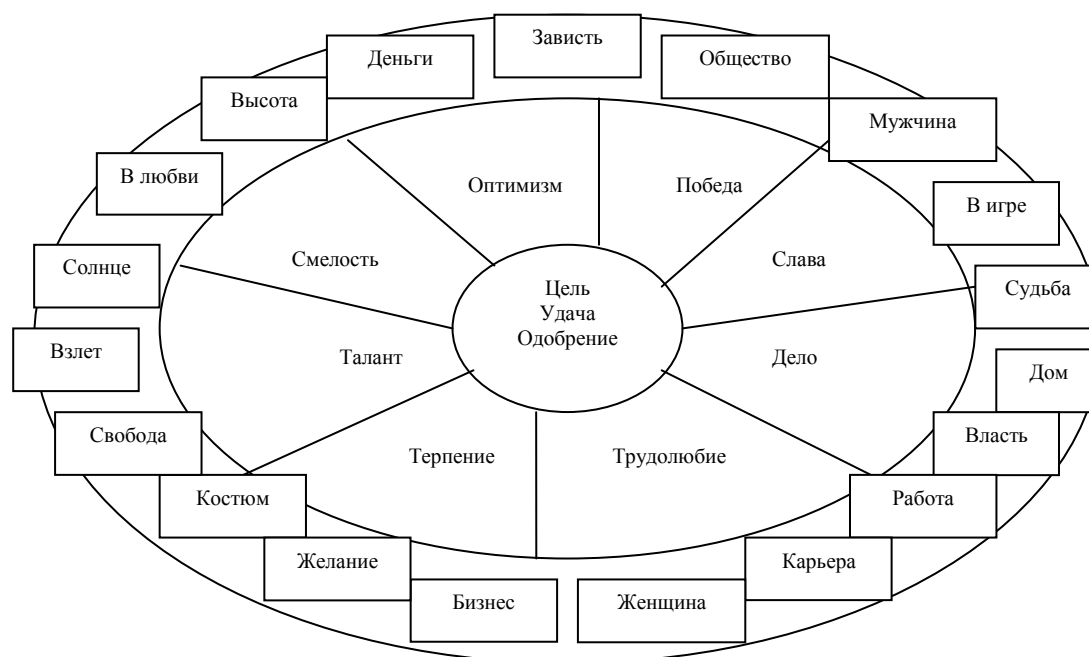 Зависть
Деньги
Общество
Высота
Мужчина
В любви
Оптимизм
Победа
В игре
Солнце
Смелость
Слава
Судьба
Цель
Удача
Одобрение
Взлет
Талант
Дело
Дом
Свобода
Власть
Терпение
Трудолюбие
Костюм
Работа
Желание
Карьера
Бизнес
Женщина